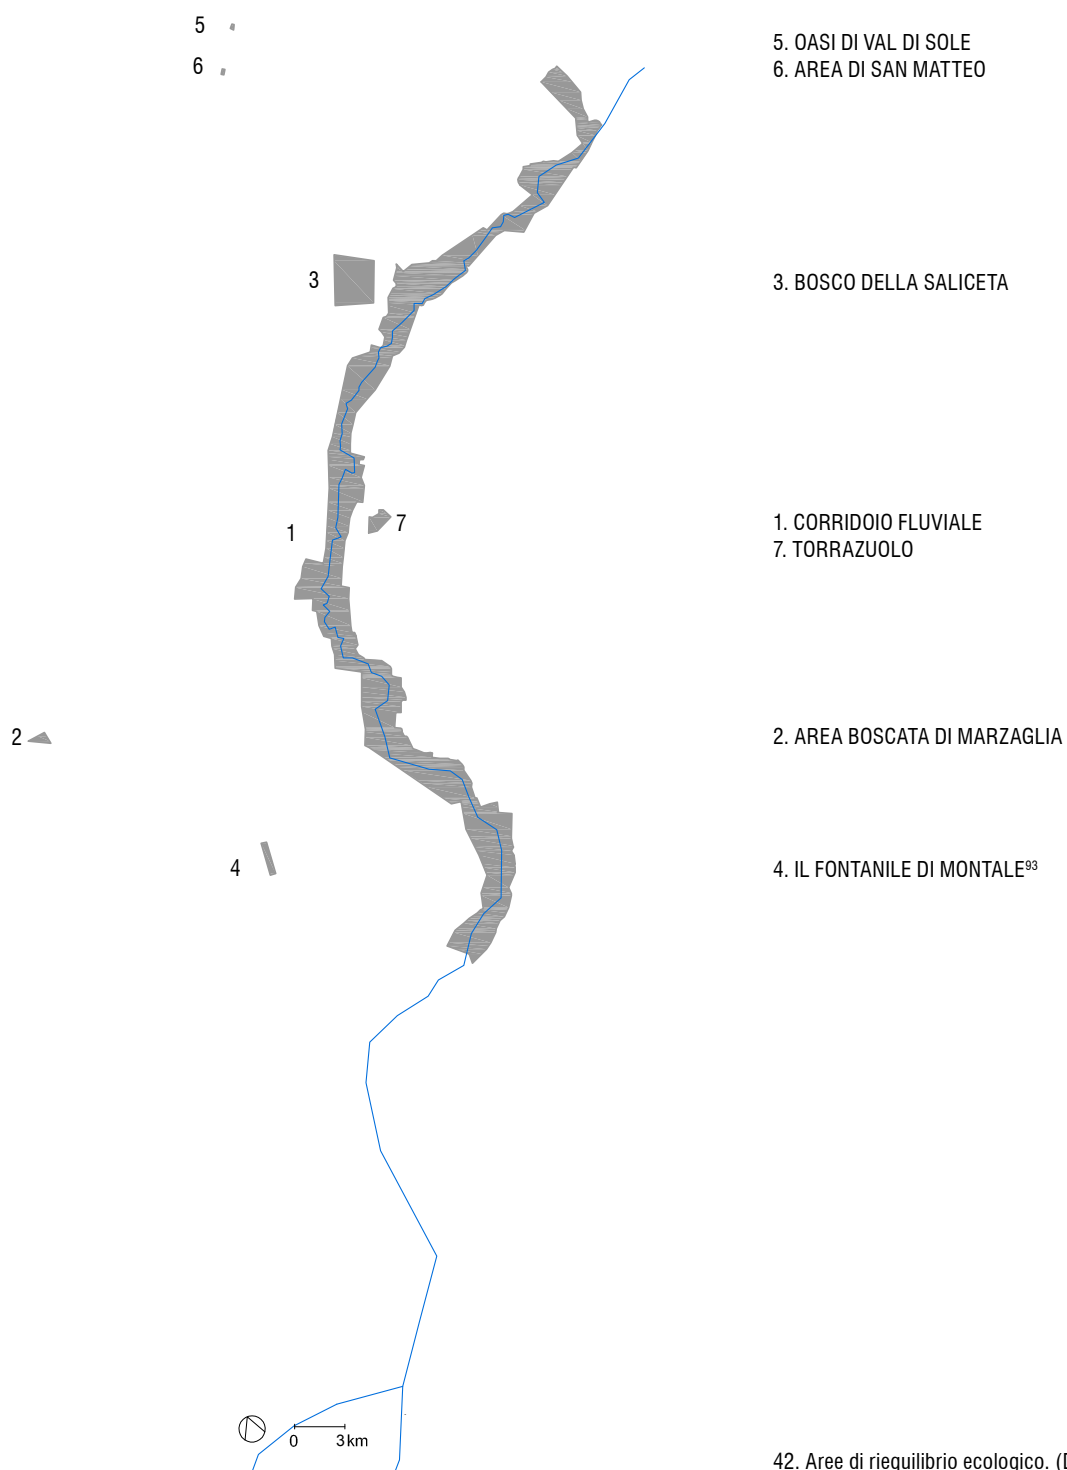 5
5. OASI DI VAL DI SOLE
6
6. AREA DI SAN MATTEO
3
3. BOSCO DELLA SALICETA
1
7
1. CORRIDOIO FLUVIALE
7. TORRAZUOLO
2
2. AREA BOSCATA DI MARZAGLIA
4
4. IL FONTANILE DI MONTALE⁹³
0 3km
42. Aree di riequilibrio ecologico. (